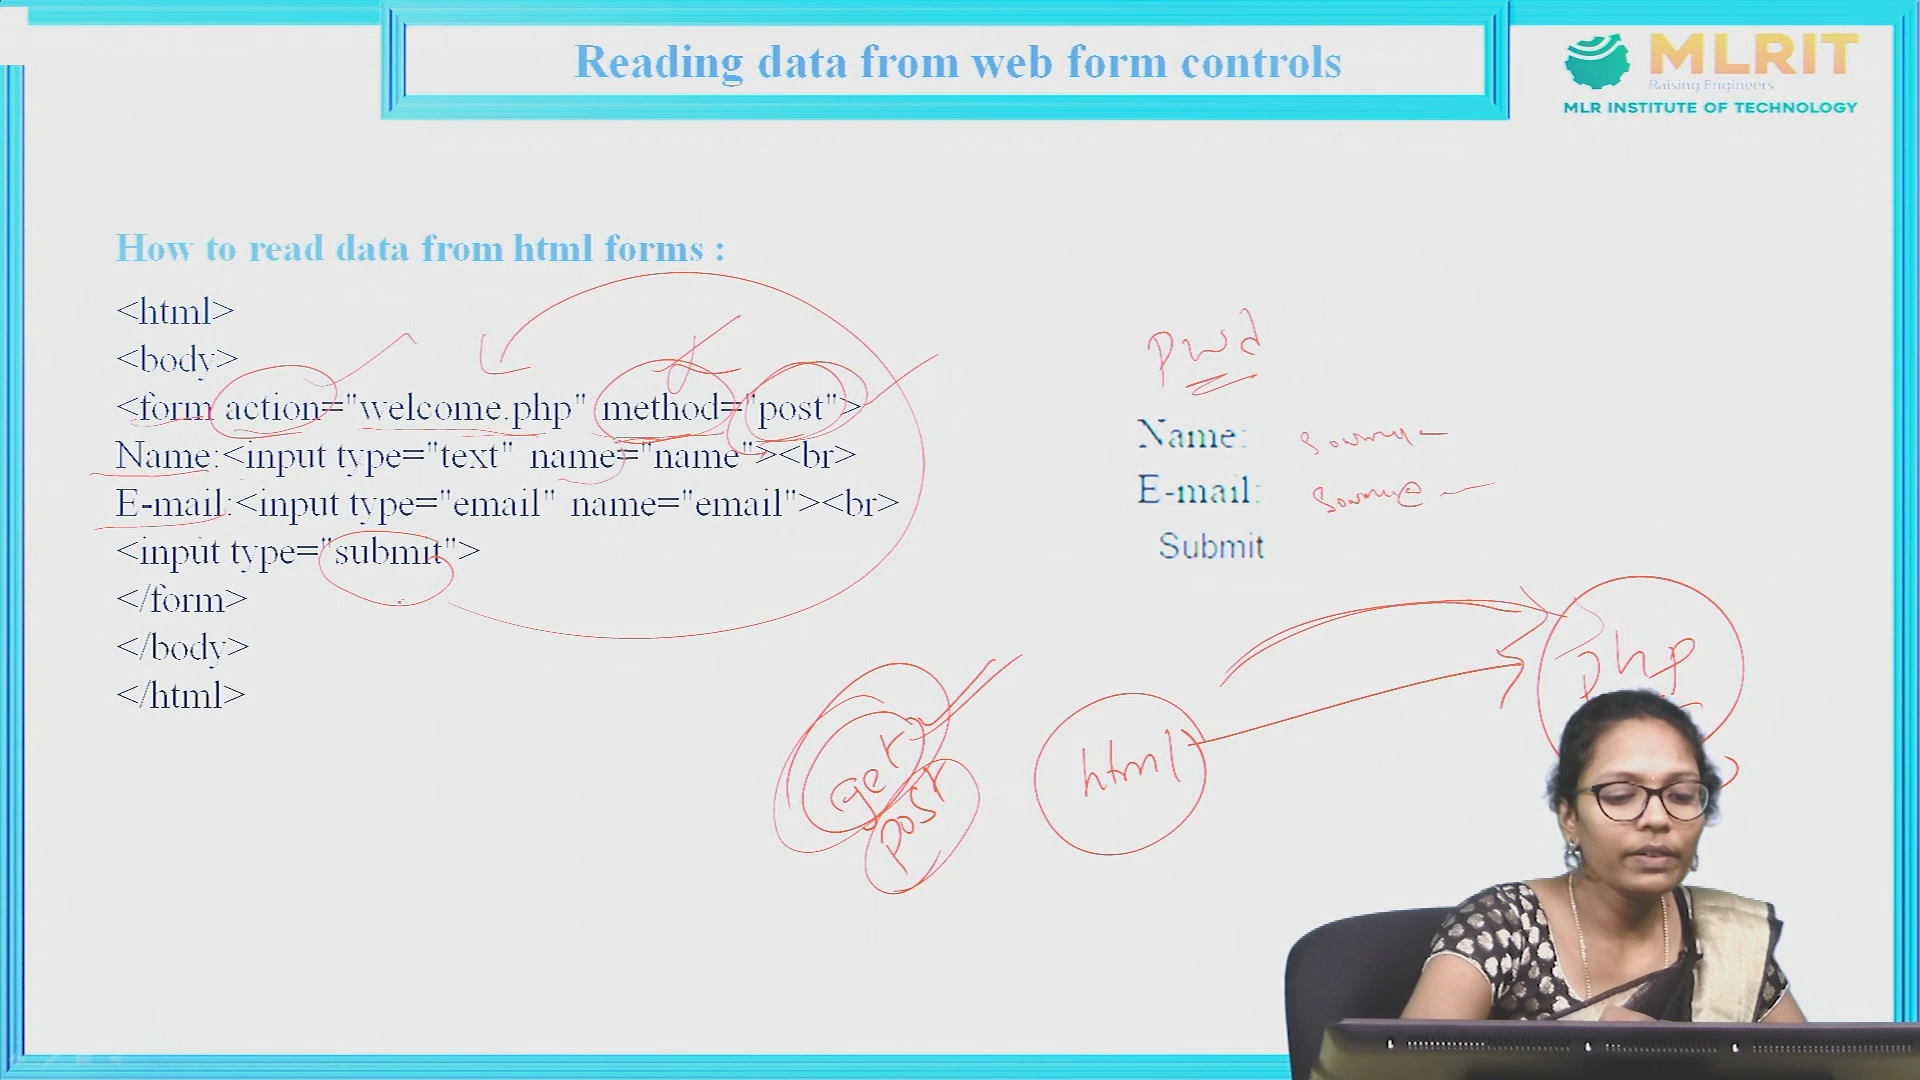 Reading data from web form controls
MLRIT
Raising Engineers
MLR INSTITUTE OF TECHNOLOGY
How to read data from html forms :
<html>
<body>
<form action="welcome.php" method="post">
Name:<input type="text" name="name"><br>
E-mail:<input type="email" name="email"><br>
<input type="submit">
</form>
</body>
</html>
pwd
Name:
E-mail:
Submit
php
html
get
post